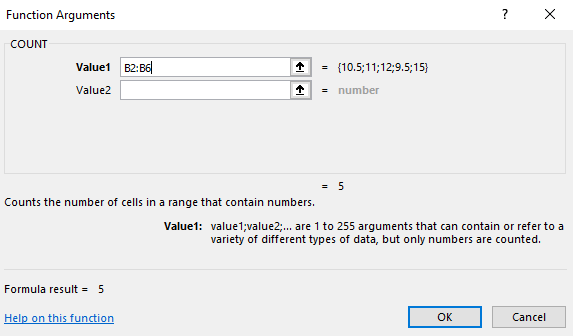 Function Arguments ?
COUNT
Value1 B2:B6 = {10.5;11;12;9.5;15}
Value2 = number
= 5
Counts the number of cells in a range that contain numbers.
Value1: value1;value2;... are 1 to 255 arguments that can contain or refer to a
variety of different types of data, but only numbers are counted.
Formula result = 5
Help on this function OK Cancel